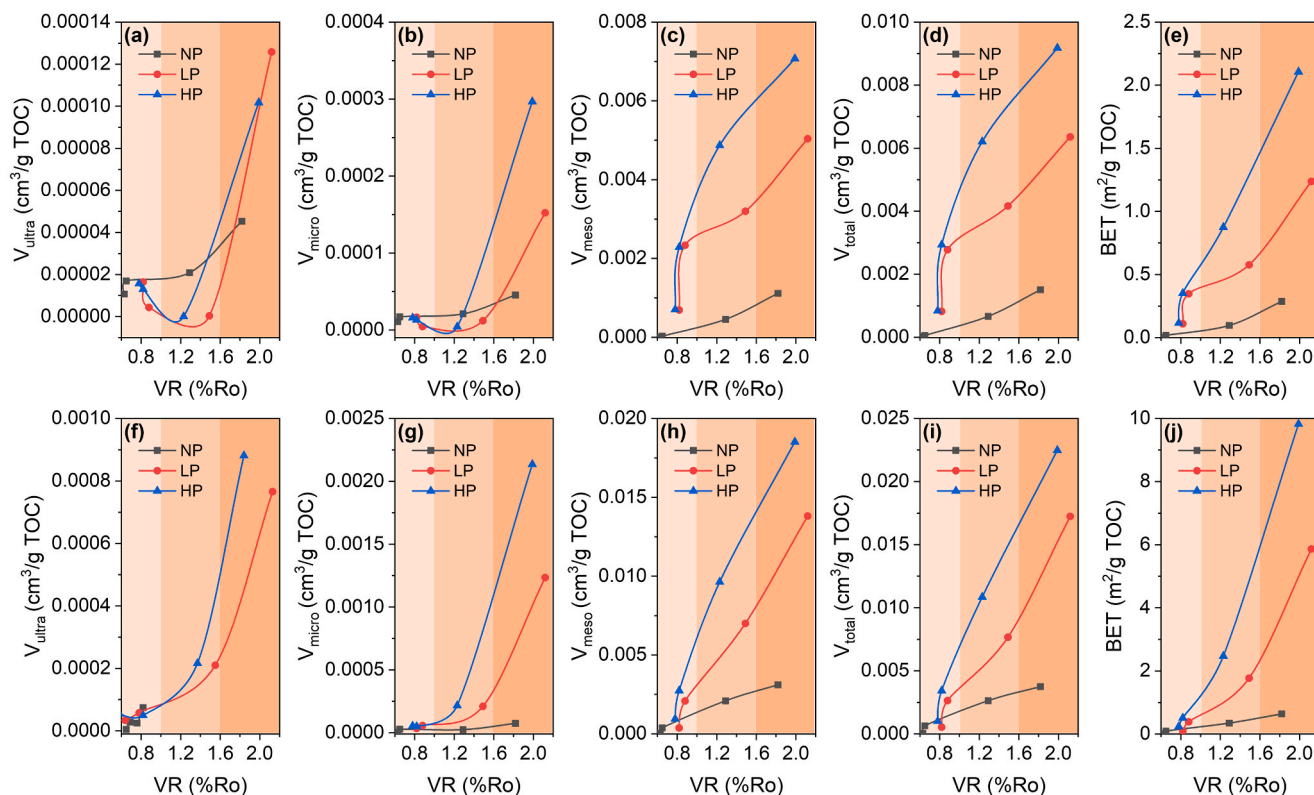 (a)
NP
LP
HP
V_ultra (cm³/g TOC)
0.00014
0.00012
0.00010
0.00008
0.00006
0.00004
0.00002
0.00000
0.8 1.2 1.6 2.0
VR (%Ro)
(b)
NP
LP
HP
V_micro (cm³/g TOC)
0.0004
0.0003
0.0002
0.0001
0.0000
0.8 1.2 1.6 2.0
VR (%Ro)
(c)
NP
LP
HP
V_meso (cm³/g TOC)
0.008
0.006
0.004
0.002
0.000
0.8 1.2 1.6 2.0
VR (%Ro)
(d)
NP
LP
HP
V_total (cm³/g TOC)
0.010
0.008
0.006
0.004
0.002
0.000
0.8 1.2 1.6 2.0
VR (%Ro)
(e)
NP
LP
HP
BET (m²/g TOC)
2.5
2.0
1.5
1.0
0.5
0.0
0.8 1.2 1.6 2.0
VR (%Ro)
(f)
NP
LP
HP
V_ultra (cm³/g TOC)
0.0010
0.0008
0.0006
0.0004
0.0002
0.0000
0.8 1.2 1.6 2.0
VR (%Ro)
(g)
NP
LP
HP
V_micro (cm³/g TOC)
0.0025
0.0020
0.0015
0.0010
0.0005
0.0000
0.8 1.2 1.6 2.0
VR (%Ro)
(h)
NP
LP
HP
V_meso (cm³/g TOC)
0.020
0.015
0.010
0.005
0.000
0.8 1.2 1.6 2.0
VR (%Ro)
(i)
NP
LP
HP
V_total (cm³/g TOC)
0.025
0.020
0.015
0.010
0.005
0.000
0.8 1.2 1.6 2.0
VR (%Ro)
(j)
NP
LP
HP
BET (m²/g TOC)
10
8
6
4
2
0
0.8 1.2 1.6 2.0
VR (%Ro)